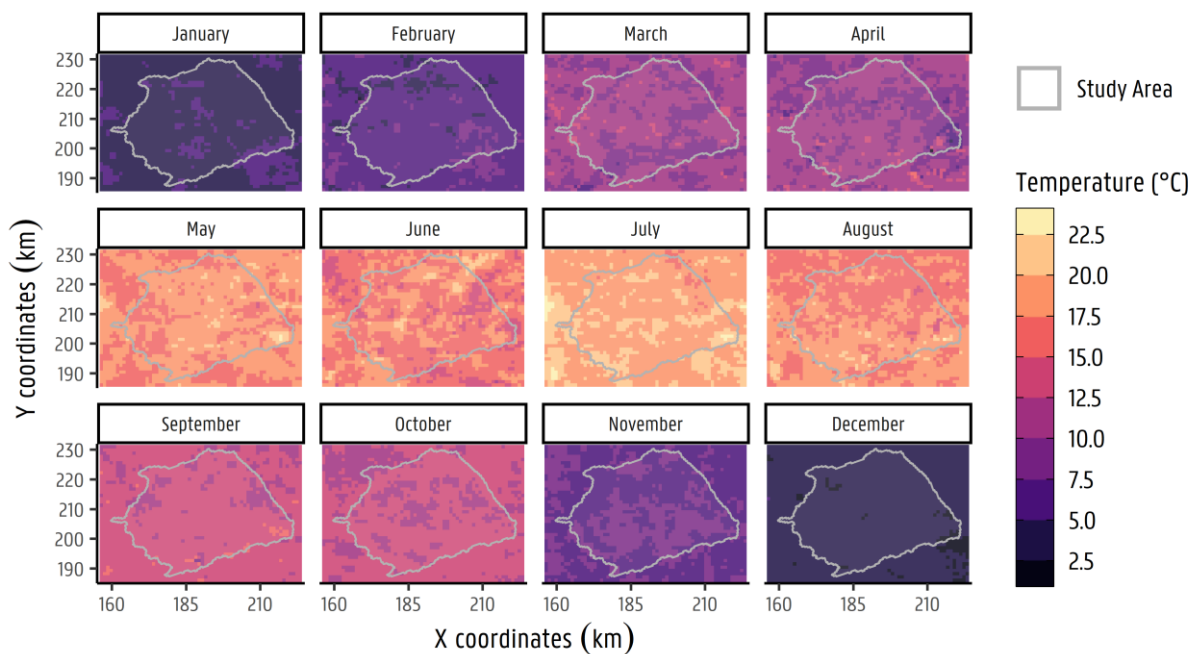 January
February
March
April
230
220
210
200
190
Study Area
Temperature (°C)
May
June
July
August
230
220
210
200
190
22.5
20.0
17.5
15.0
12.5
10.0
7.5
5.0
2.5
Y coordinates (km)
September
October
November
December
230
220
210
200
190
160 185 210
160 185 210
160 185 210
160 185 210
X coordinates (km)